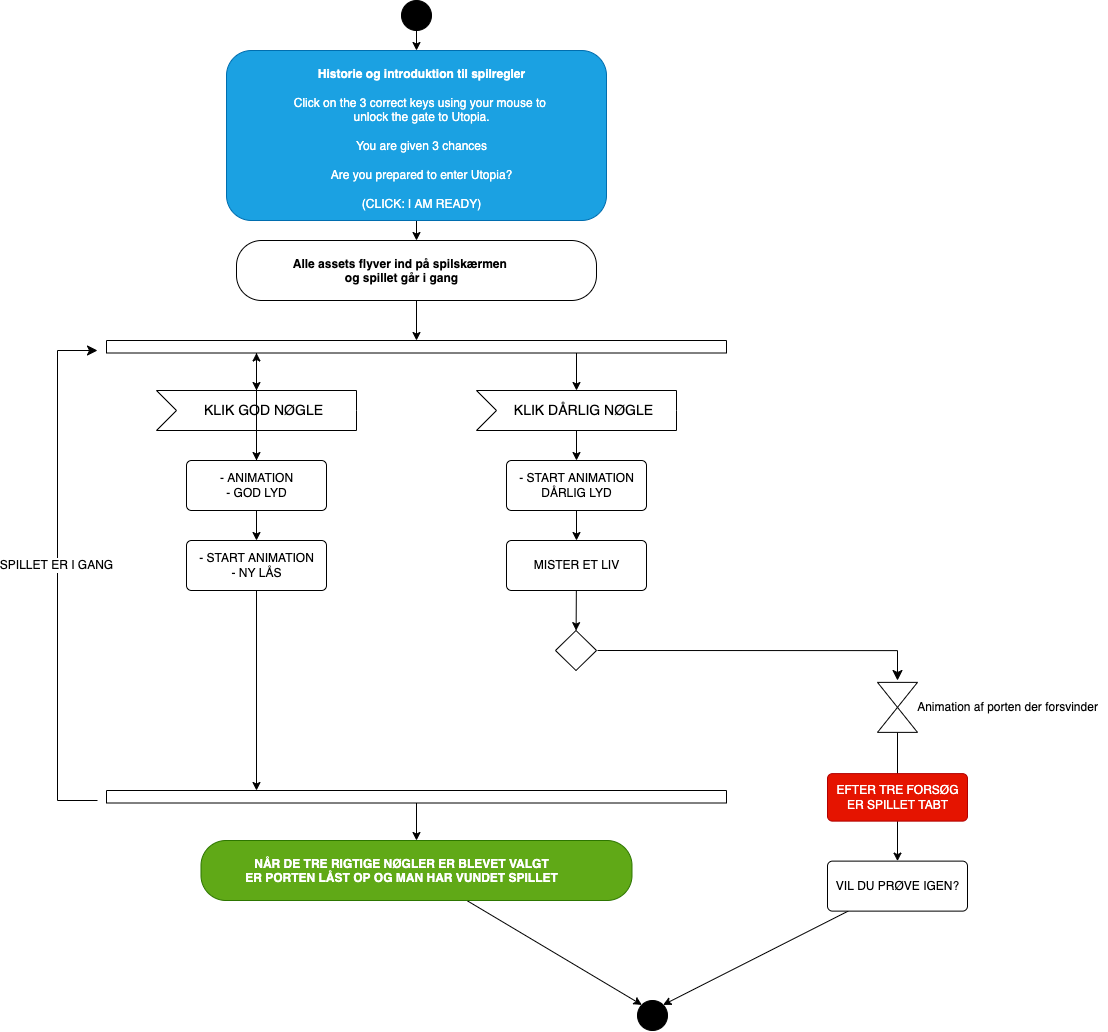 Historie og introduktion til spilregler
Click on the 3 correct keys using your mouse to
unlock the gate to Utopia.
You are given 3 chances
Are you prepared to enter Utopia?
(CLICK: I AM READY)
Alle assets flyver ind på spilskærmen
og spillet går i gang
KLIK GOD NØGLE
KLIK DÅRLIG NØGLE
- ANIMATION
- GOD LYD
- START ANIMATION
DÅRLIG LYD
SPILLET ER I GANG
- START ANIMATION
- NY LÅS
MISTER ET LIV
Animation af porten der forsvinder
EFTER TRE FORSØG
ER SPILLET TABT
NÅR DE TRE RIGTIGE NØGLER ER BLEVET VALGT
ER PORTEN LÅST OP OG MAN HAR VUNDET SPILLET
VIL DU PRØVE IGEN?